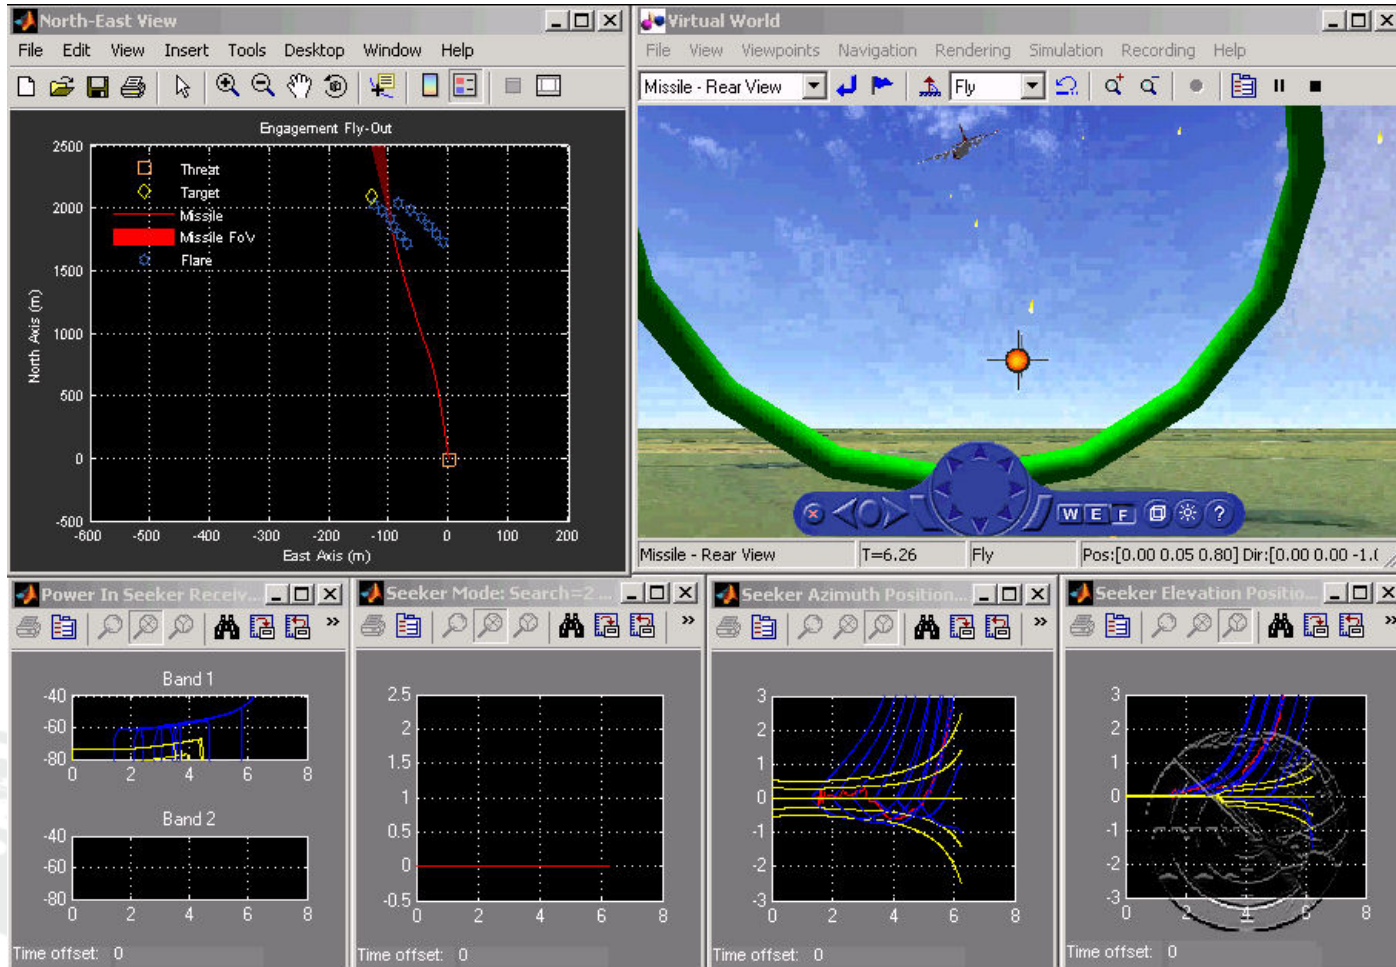 North-East View
File Edit View Insert Tools Desktop Window Help
Engagement Fly-Out
2500
2000
1500
1000
500
0
-500
North Axis (m)
Threat
Target
Missile
Missile FoV
Flare
-600 -500 -400 -300 -200 -100 0 100 200
East Axis (m)
Virtual World
File View Viewpoints Navigation Rendering Simulation Recording Help
Missile - Rear View Fly
W E F ?
Missile - Rear View T=6.26 Fly Pos:[0.00 0.05 0.80] Dir:[0.00 0.00 -1.(
Power In Seeker Receiv...
»
Band 1
-40
-60
-80
0 2 4 6 8
Band 2
-40
-60
-80
0 2 4 6 8
Time offset: 0
Seeker Mode: Search=2 ...
»
2.5
2
1.5
1
0.5
0
-0.5
0 2 4 6 8
Time offset: 0
Seeker Azimuth Position...
»
3
2
1
0
-1
-2
-3
0 2 4 6 8
Time offset: 0
Seeker Elevation Positio...
»
3
2
1
0
-1
-2
-3
0 2 4 6 8
Time offset: 0